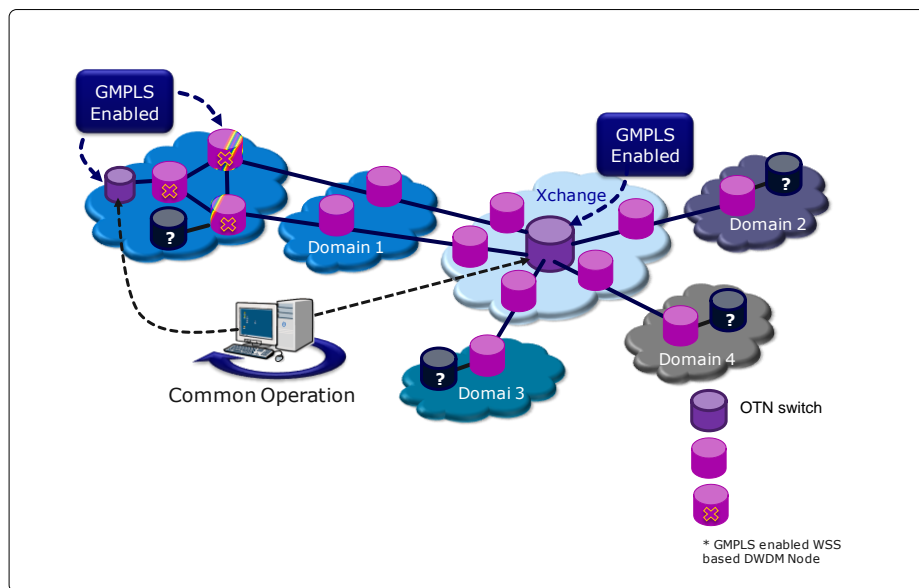 GMPLS
Enabled
GMPLS
Enabled
Xchange
?
Domain 2
?
Domain 1
?
Domain 4
?
Domai 3
Common Operation
OTN switch
* GMPLS enabled WSS
based DWDM Node